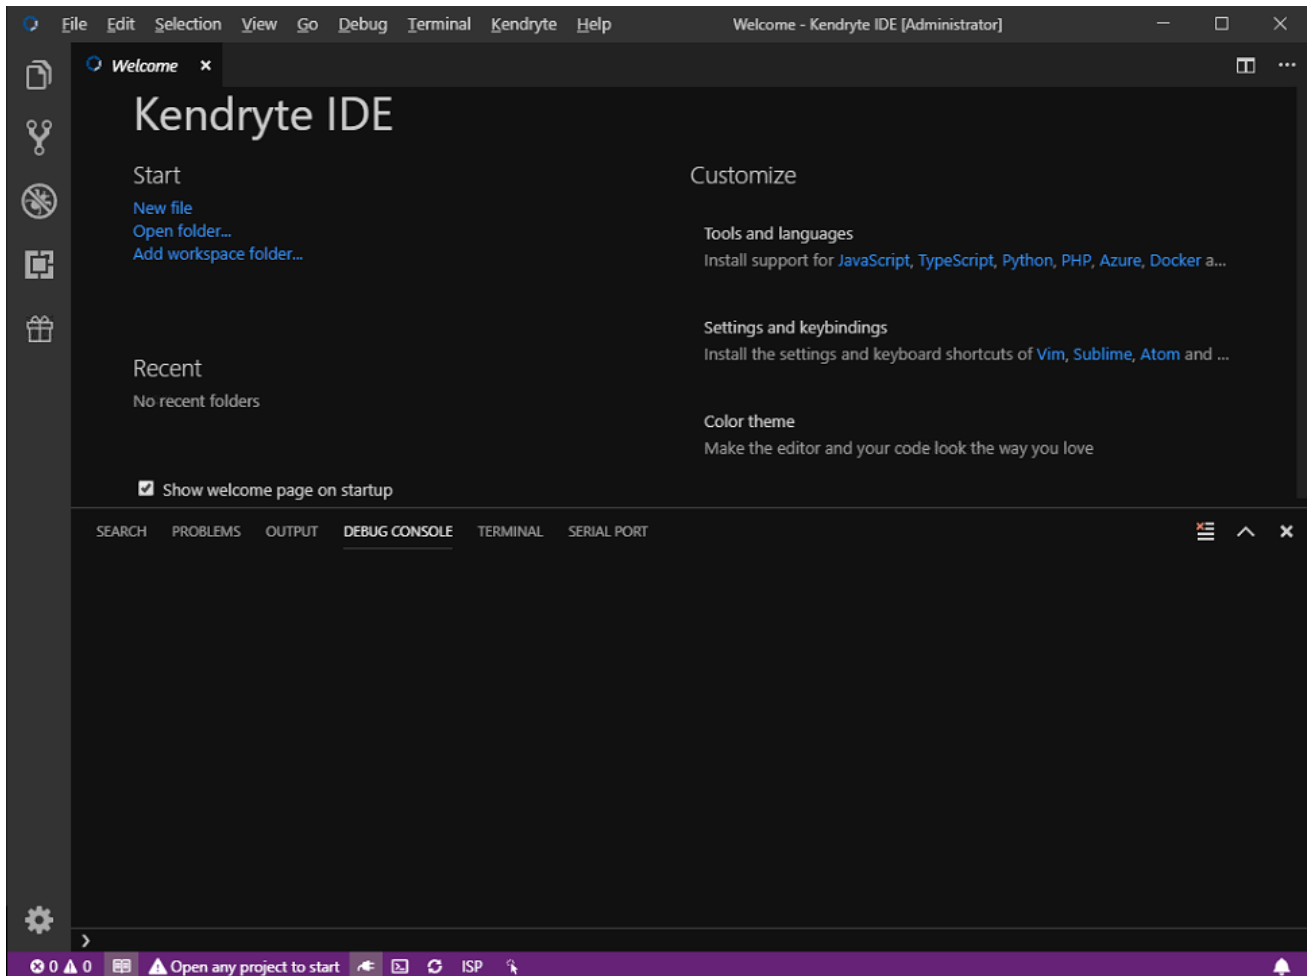 File Edit Selection View Go Debug Terminal Kendryte Help Welcome - Kendryte IDE [Administrator]
Welcome
Kendryte IDE
Start
New file
Open folder...
Add workspace folder...
Recent
No recent folders
Show welcome page on startup
Customize
Tools and languages
Install support for JavaScript, TypeScript, Python, PHP, Azure, Docker a...
Settings and keybindings
Install the settings and keyboard shortcuts of Vim, Sublime, Atom and ...
Color theme
Make the editor and your code look the way you love
SEARCH PROBLEMS OUTPUT DEBUG CONSOLE TERMINAL SERIAL PORT
0 0 Open any project to start ISP